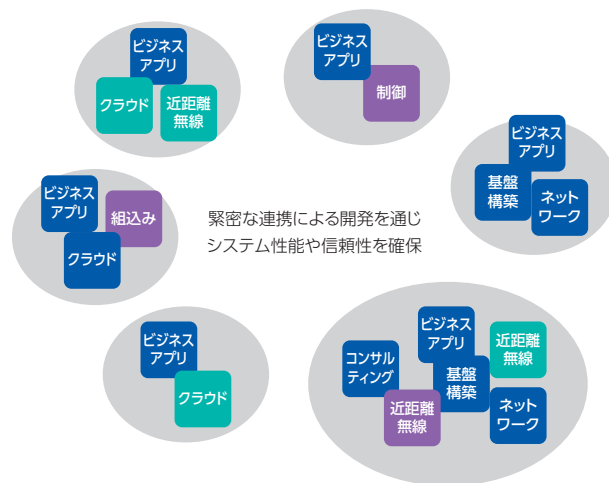 ビジネス
アプリ
クラウド
近距離
無線
ビジネス
アプリ
制御
ビジネス
アプリ
基盤
構築
ネット
ワーク
ビジネス
アプリ
組込み
クラウド
緊密な連携による開発を通じ
システム性能や信頼性を確保
ビジネス
アプリ
クラウド
ビジネス
アプリ
近距離
無線
コンサル
ティング
基盤
構築
近距離
無線
ネット
ワーク